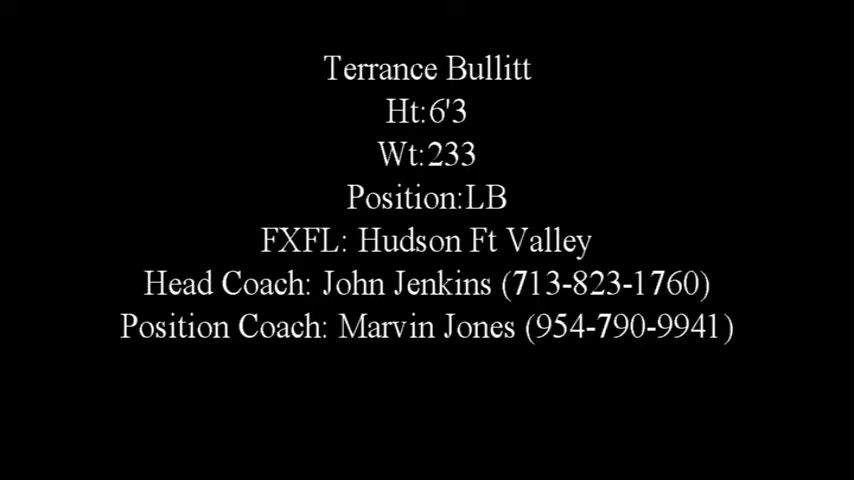 Terrance Bullitt
Ht:6'3
Wt:233
Position:LB
FXFL: Hudson Ft Valley
Head Coach: John Jenkins (713-823-1760)
Position Coach: Marvin Jones (954-790-9941)